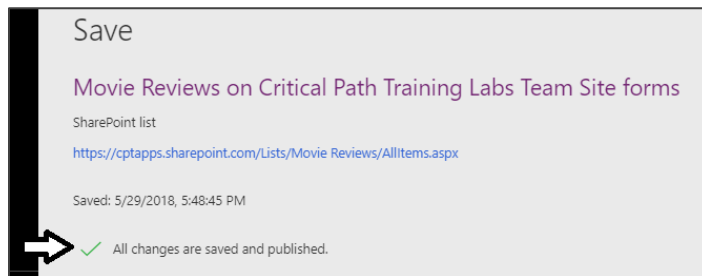 Save
Movie Reviews on Critical Path Training Labs Team Site forms
SharePoint list
https://cptapps.sharepoint.com/Lists/Movie Reviews/AllItems.aspx
Saved: 5/29/2018, 5:48:45 PM
All changes are saved and published.